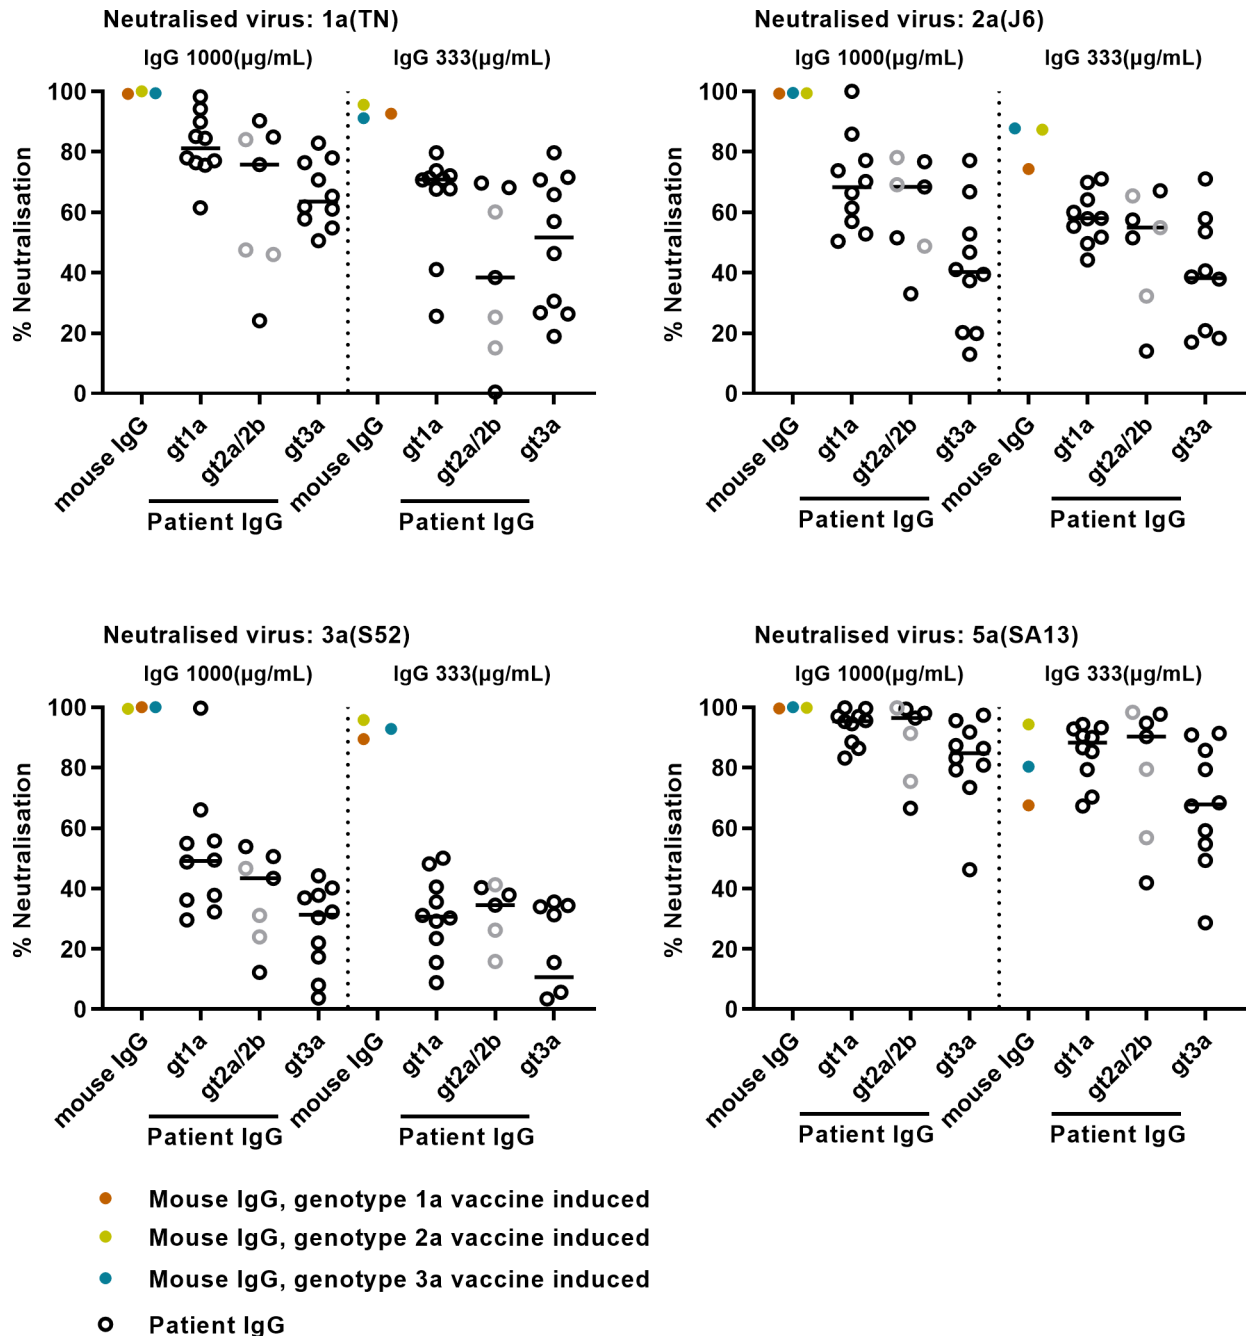 Neutralised virus: 1a(TN)
IgG 1000(µg/mL) IgG 333(µg/mL)
% Neutralisation
100
80
60
40
20
0
mouse IgG gt1a gt2a/2b gt3a mouse IgG gt1a gt2a/2b gt3a
Patient IgG Patient IgG
Neutralised virus: 2a(J6)
IgG 1000(µg/mL) IgG 333(µg/mL)
% Neutralisation
100
80
60
40
20
0
mouse IgG gt1a gt2a/2b gt3a mouse IgG gt1a gt2a/2b gt3a
Patient IgG Patient IgG
Neutralised virus: 3a(S52)
IgG 1000(µg/mL) IgG 333(µg/mL)
% Neutralisation
100
80
60
40
20
0
mouse IgG gt1a gt2a/2b gt3a mouse IgG gt1a gt2a/2b gt3a
Patient IgG Patient IgG
Neutralised virus: 5a(SA13)
IgG 1000(µg/mL) IgG 333(µg/mL)
% Neutralisation
100
80
60
40
20
0
mouse IgG gt1a gt2a/2b gt3a mouse IgG gt1a gt2a/2b gt3a
Patient IgG Patient IgG
Mouse IgG, genotype 1a vaccine induced
Mouse IgG, genotype 2a vaccine induced
Mouse IgG, genotype 3a vaccine induced
Patient IgG